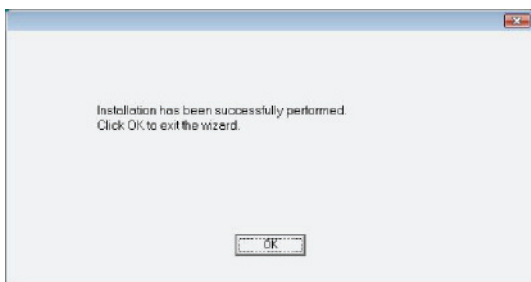 Installation has been successfully performed.
Click OK to exit the wizard.
OK